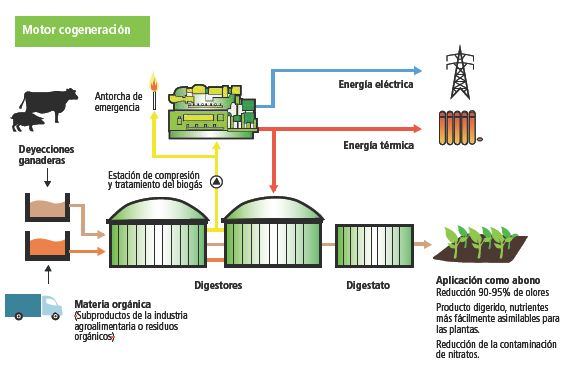 Motor cogeneración
Antorcha de
emergencia
Energía eléctrica
Deyecciones
ganaderas
Energía térmica
Estación de compresión
y tratamiento del biogás
Digestores
Digestato
Materia orgánica
(Subproductos de la industria
agroalimentaria o residuos
orgánicos)
Aplicación como abono
Reducción 90-95% de olores
Producto digerido, nutrientes
más fácilmente asimilables para
las plantas.
Reducción de la contaminación
de nitratos.